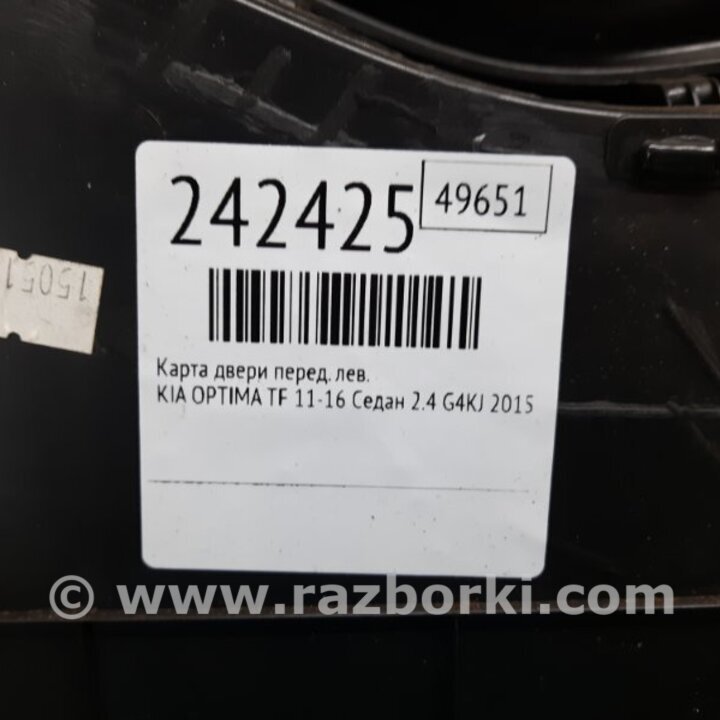 242425
49651
Карта двери перед. лев.
KIA OPTIMA TF 11-16 Седан 2.4 G4KJ 2015
15051
© www.razborki.com